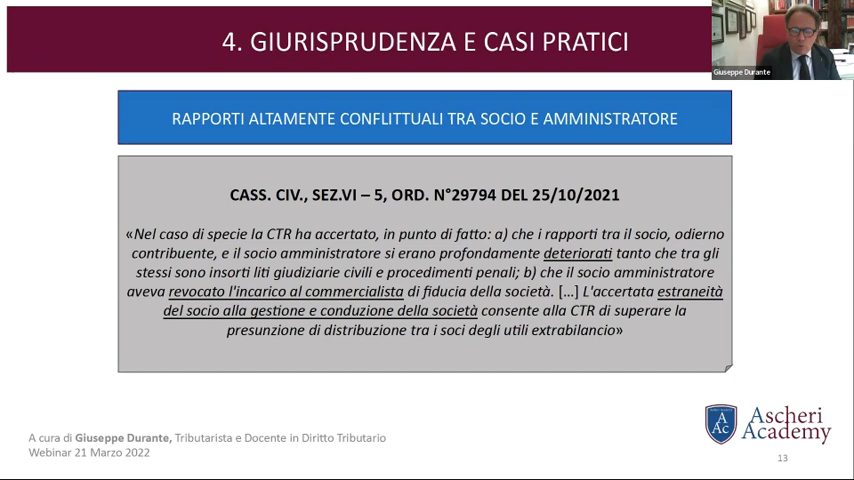 4. GIURISPRUDENZA E CASI PRATICI
Giuseppe Durante
RAPPORTI ALTAMENTE CONFLITTUALI TRA SOCIO E AMMINISTRATORE
CASS. CIV., SEZ.VI – 5, ORD. N°29794 DEL 25/10/2021
«Nel caso di specie la CTR ha accertato, in punto di fatto: a) che i rapporti tra il socio, odierno
contribuente, e il socio amministratore si erano profondamente deteriorati tanto che tra gli
stessi sono insorti liti giudiziarie civili e procedimenti penali; b) che il socio amministratore
aveva revocato l'incarico al commercialista di fiducia della società. […] L'accertata estraneità
del socio alla gestione e conduzione della società consente alla CTR di superare la
presunzione di distribuzione tra i soci degli utili extrabilancio»
A
Ac
Ascheri
Academy
A cura di Giuseppe Durante, Tributarista e Docente in Diritto Tributario
Webinar 21 Marzo 2022
13